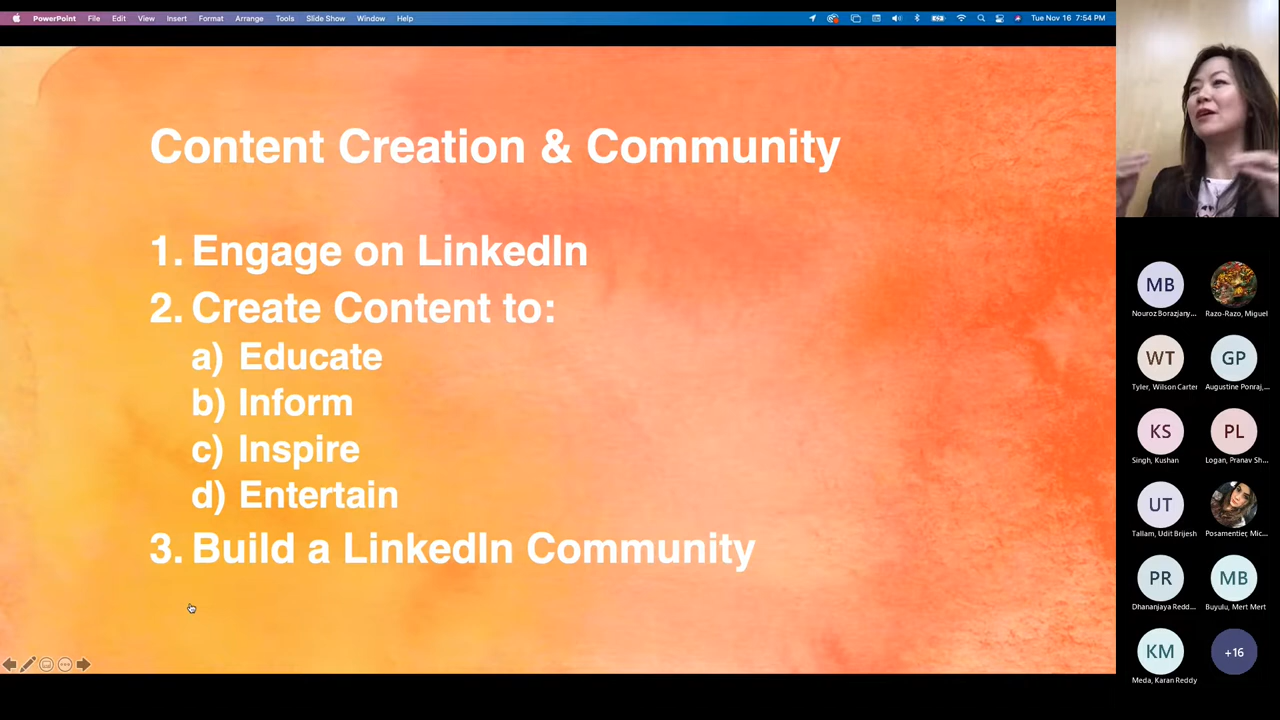 PowerPoint File Edit View Insert Format Arrange Tools Slide Show Window Help Tue Nov 16 7:54 PM
Content Creation & Community
1. Engage on LinkedIn
2. Create Content to:
a) Educate
b) Inform
c) Inspire
d) Entertain
3. Build a LinkedIn Community
MB
Nouroz Borazjany... Razo-Razo, Miguel
WT GP
Tyler, Wilson Carter Augustine Ponraj,...
KS PL
Singh, Kushan Logan, Pranav Sh...
UT
Tallam, Udit Brijesh Posamentier, Mic...
PR MB
Dhananjaya Redd... Buyulu, Mert Mert
KM +16
Meda, Karan Reddy